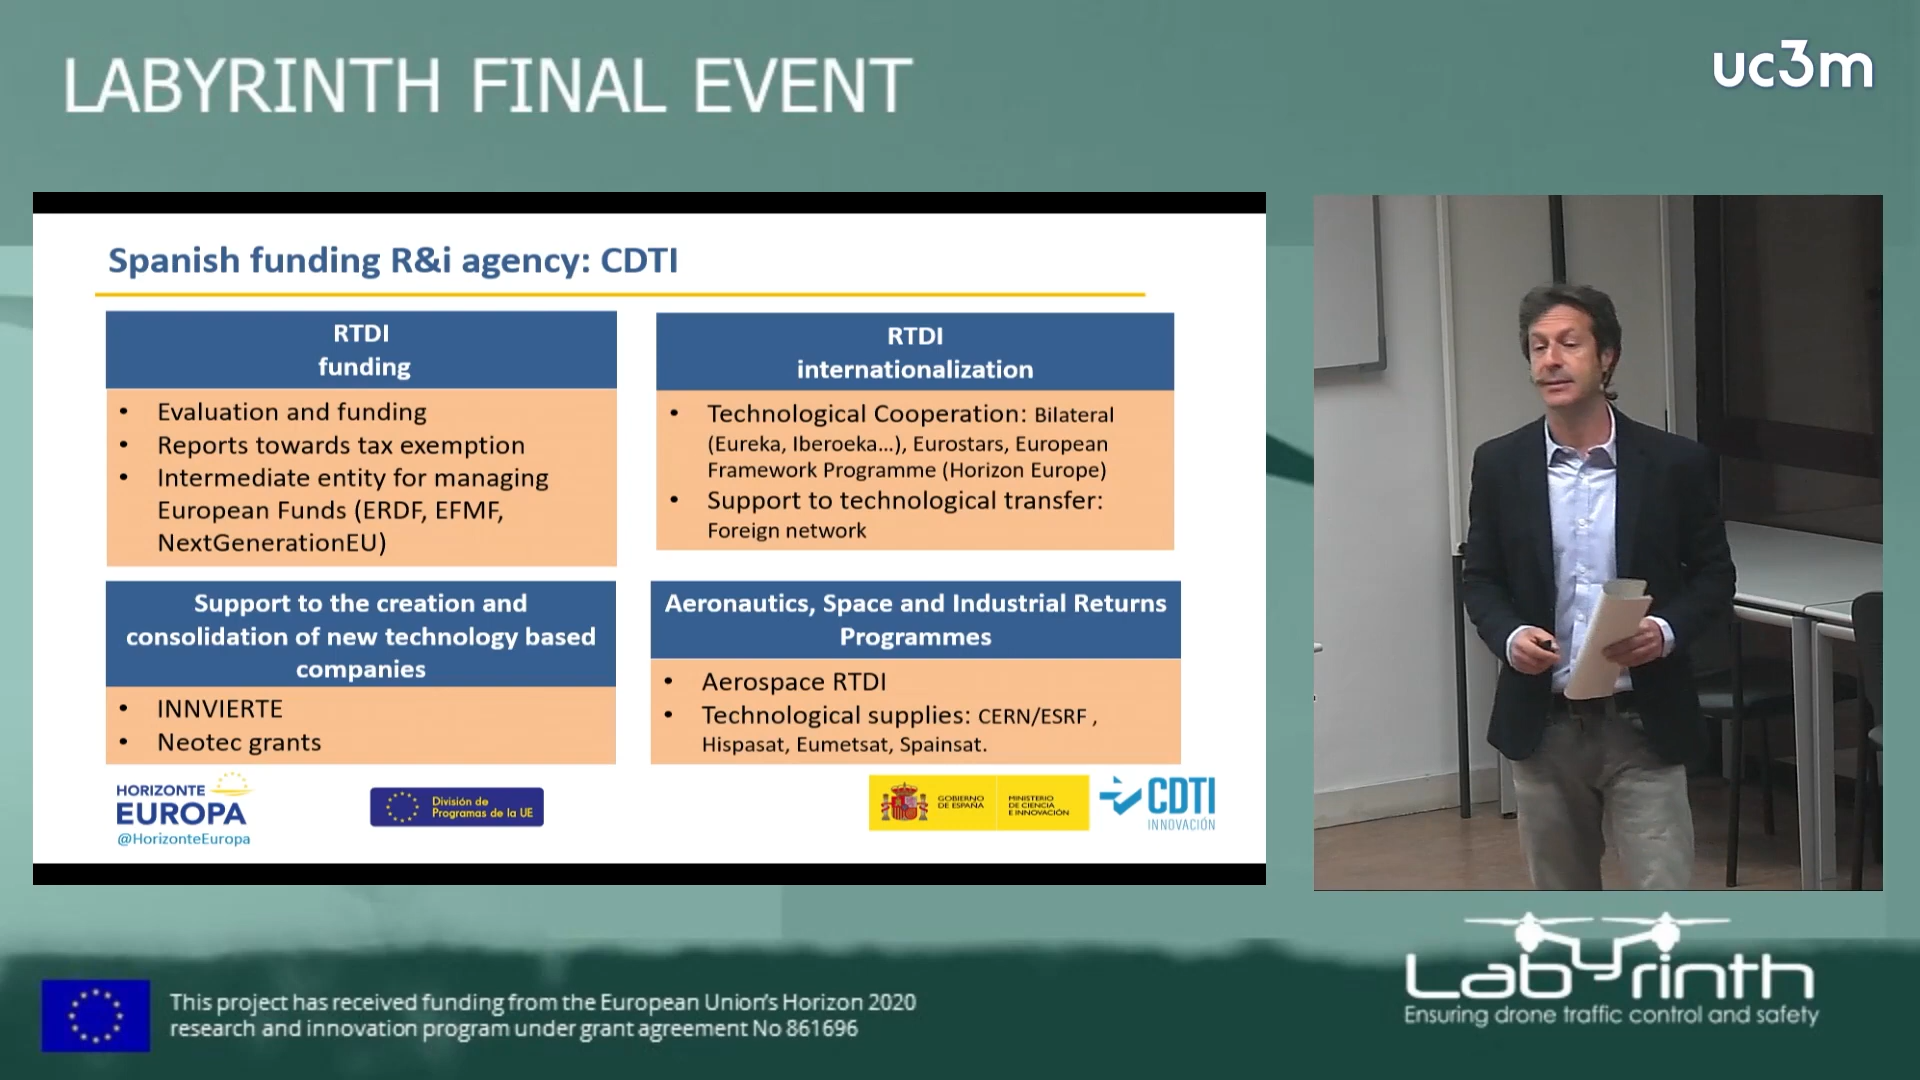 LABYRINTH FINAL EVENT
uc3m
Spanish funding R&i agency: CDTI
RTDI
funding
• Evaluation and funding
• Reports towards tax exemption
• Intermediate entity for managing
European Funds (ERDF, EFMF,
NextGenerationEU)
RTDI
internationalization
• Technological Cooperation: Bilateral
(Eureka, Iberoeka...), Eurostars, European
Framework Programme (Horizon Europe)
• Support to technological transfer:
Foreign network
Support to the creation and
consolidation of new technology based
companies
• INNVIERTE
• Neotec grants
Aeronautics, Space and Industrial Returns
Programmes
• Aerospace RTDI
• Technological supplies: CERN/ESRF ,
Hispasat, Eumetsat, Spainsat.
HORIZONTE
EUROPA
@HorizonteEuropa
División de
Programas de la UE
GOBIERNO
DE ESPAÑA
MINISTERIO
DE CIENCIA
E INNOVACIÓN
CDTI
INNOVACIÓN
This project has received funding from the European Union's Horizon 2020
research and innovation program under grant agreement No 861696
Labyrinth
Ensuring drone traffic control and safety